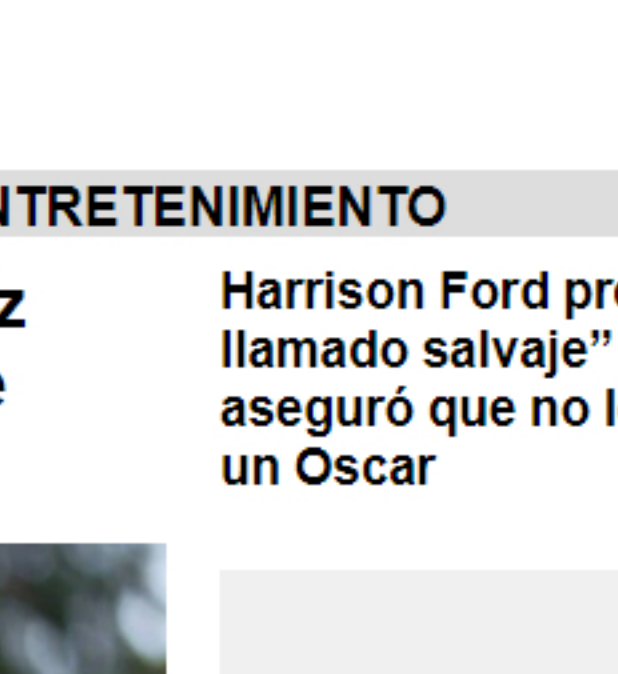 NTRETENIMIENTO
z
e
Harrison Ford pr
llamado salvaje”
aseguró que no l
un Oscar